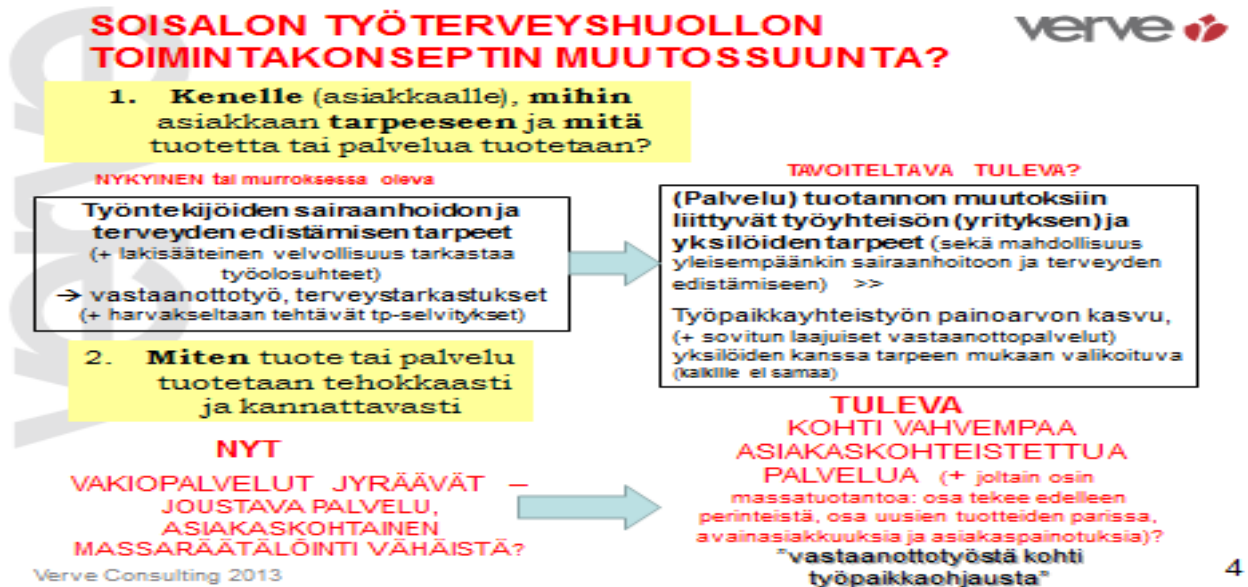 SOISALON TYÖTERVEYSHUOLLON
TOIMINTAKONSEPTIN MUUTOSSUUNTA?
verve
verve
1. Kenelle (asiakkaalle), mihin
asiakkaan tarpeeseen ja mitä
tuotetta tai palvelua tuotetaan?
NYKYINEN tai murroksessa oleva
Työntekijöiden sairaanhoidon ja
terveyden edistämisen tarpeet
(+ lakisääteinen velvollisuus tarkastaa
työolosuhteet)
→ vastaanottotyö, terveystarkastukset
(+ harvakseltaan tehtävät tp-selvitykset)
TAVOITELTAVA TULEVA?
(Palvelu) tuotannon muutoksiin
liittyvät työyhteisön (yrityksen) ja
yksilöiden tarpeet (sekä mahdollisuus
yleisempäänkin sairaanhoitoon ja terveyden
edistämiseen) >>
Työpaikkayhteistyön painoarvon kasvu,
(+ sovitun laajuiset vastaanottopalvelut)
yksilöiden kanssa tarpeen mukaan valikoituva
(kaikille ei samaa)
2. Miten tuote tai palvelu
tuotetaan tehokkaasti
ja kannattavasti
NYT
VAKIOPALVELUT JYRÄÄVÄT –
JOUSTAVA PALVELU,
ASIAKASKOHTAINEN
MASSARÄÄTÄLÖINTI VÄHÄISTÄ?
TULEVA
KOHTI VAHVEMPAA
ASIAKASKOHTEISTETTUA
PALVELUA (+ joltain osin
massatuotantoa: osa tekee edelleen
perinteistä, osa uusien tuotteiden parissa,
avainasiakkuuksia ja asiakaspainotuksia)?
"vastaanottotyöstä kohti
työpaikkaohjausta"
Verve Consulting 2013
4